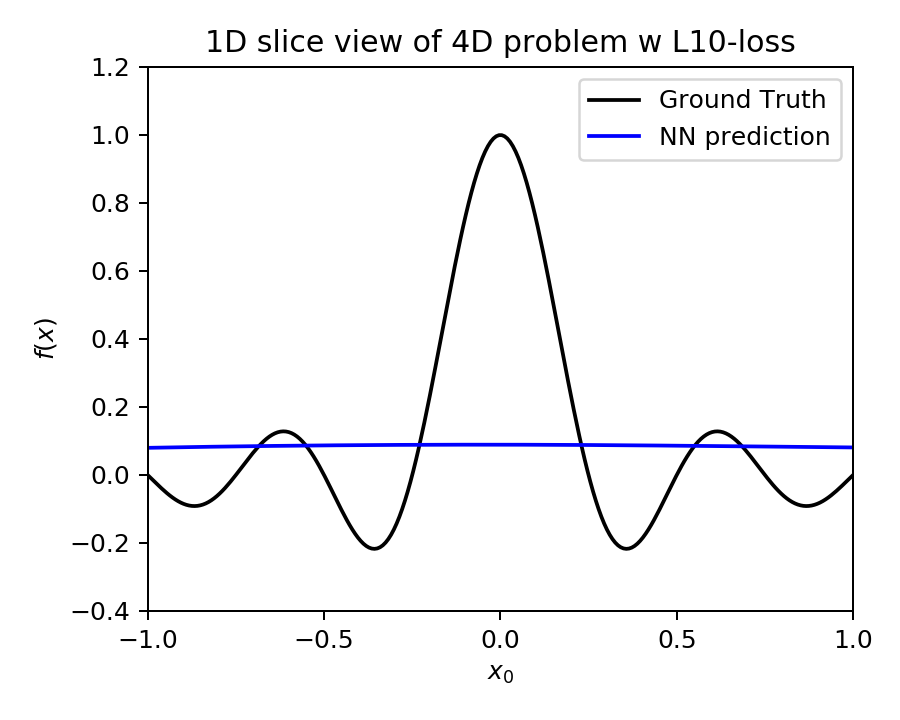 1D slice view of 4D problem w L10-loss
Ground Truth
NN prediction
1.2
1.0
0.8
0.6
0.4
0.2
0.0
−0.2
−0.4
f(x)
−1.0 −0.5 0.0 0.5 1.0
x₀